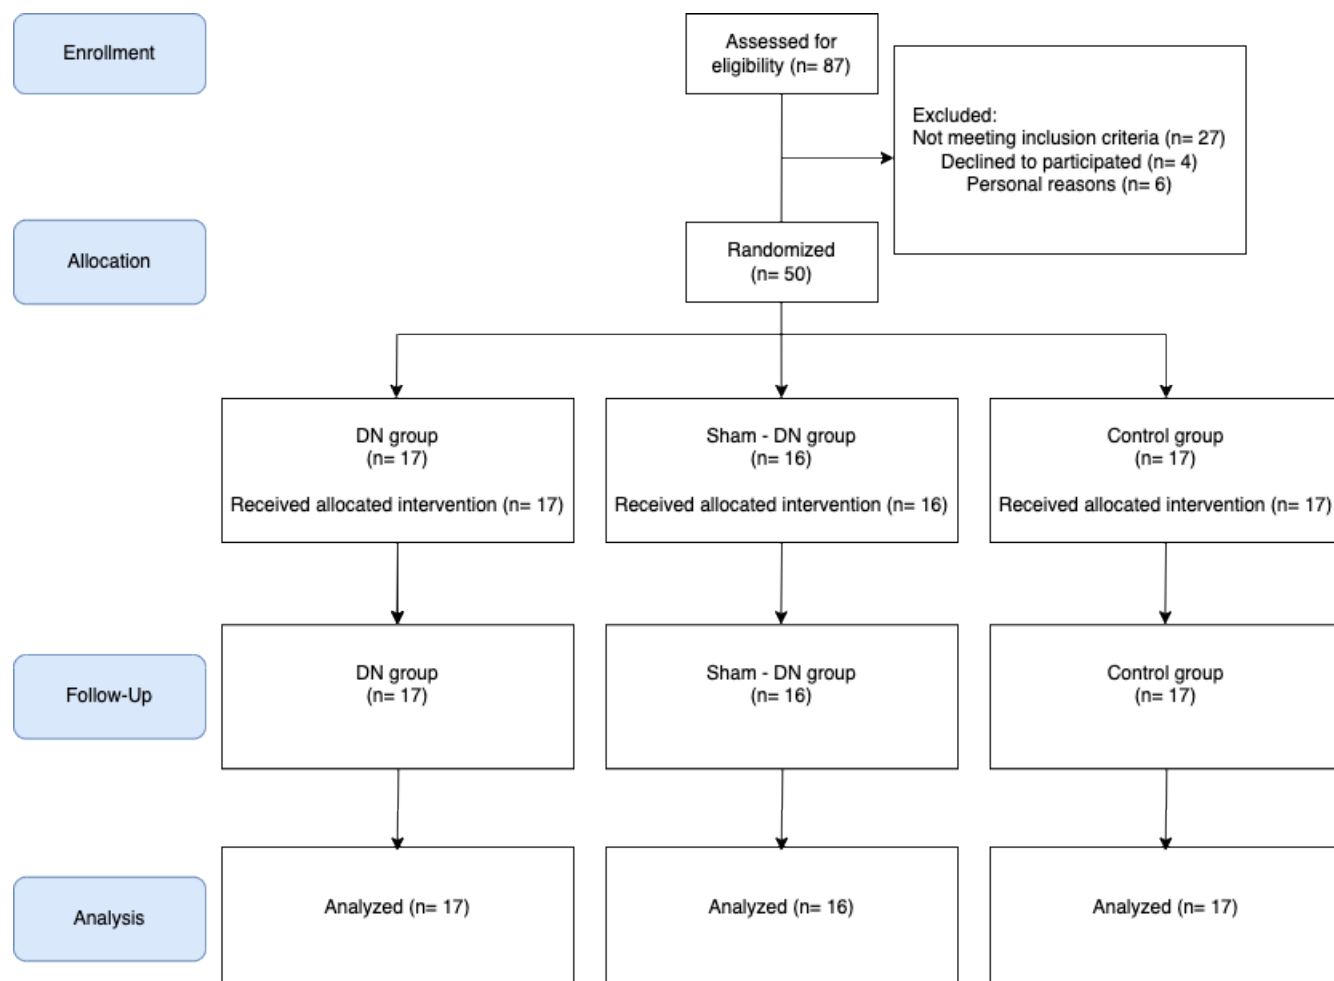 Enrollment
Assessed for
eligibility (n= 87)
Excluded:
Not meeting inclusion criteria (n= 27)
Declined to participated (n= 4)
Personal reasons (n= 6)
Allocation
Randomized
(n= 50)
DN group
(n= 17)
Received allocated intervention (n= 17)
Sham - DN group
(n= 16)
Received allocated intervention (n= 16)
Control group
(n= 17)
Received allocated intervention (n= 17)
Follow-Up
DN group
(n= 17)
Sham - DN group
(n= 16)
Control group
(n= 17)
Analysis
Analyzed (n= 17)
Analyzed (n= 16)
Analyzed (n= 17)